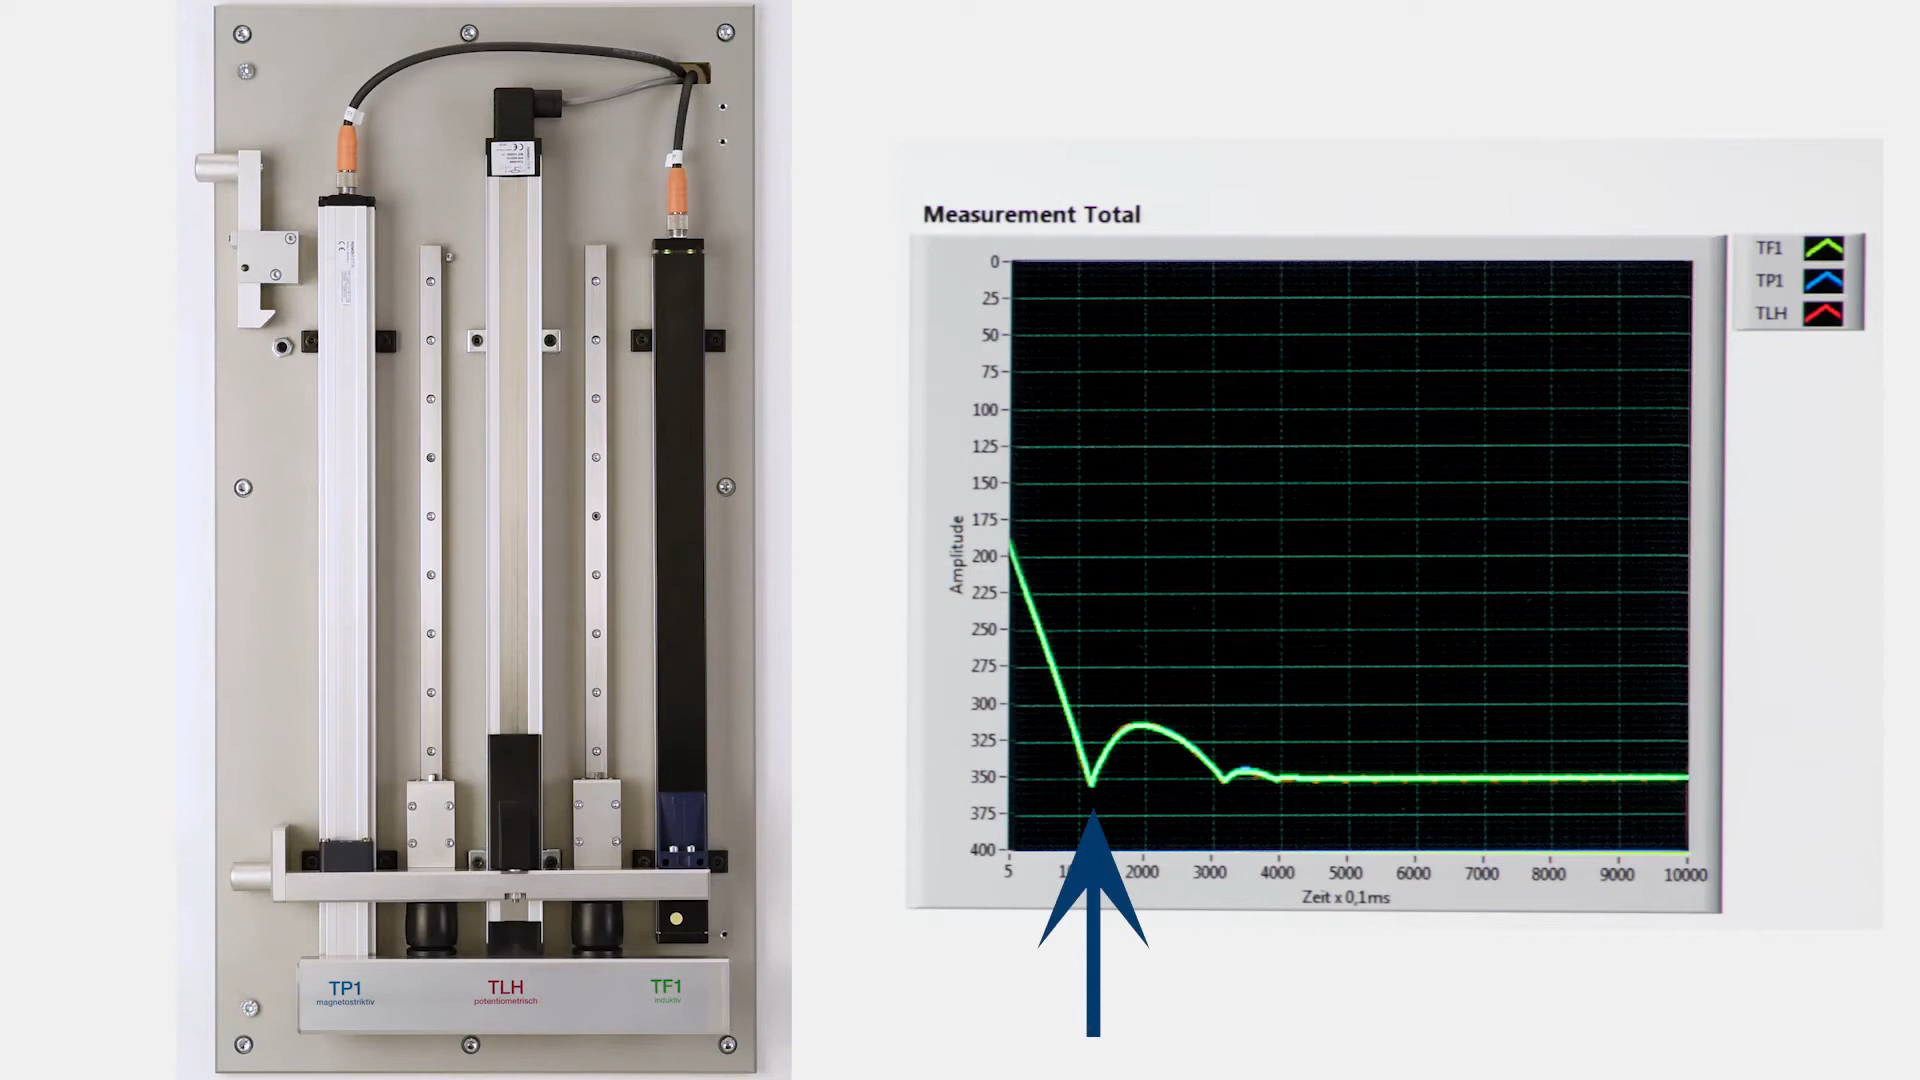 TP1
magnetostriktiv
TLH
potentiometrisch
TF1
induktiv
Measurement Total
TF1
TP1
TLH
Amplitude
0
25
50
75
100
125
150
175
200
225
250
275
300
325
350
375
400
5
2000
3000
4000
5000
6000
7000
8000
9000
10000
Zeit x 0,1ms